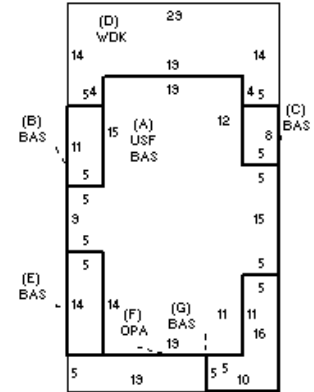 29
(D)
WDK
14 14
19
5 4 19 4 5
(B)
BAS
(A)
USF
BAS
(C)
BAS
15 12
11 8
5 5
5 5
9 15
5 5
5 5
(E)
BAS
14 14
(F)
OPA
(G)
BAS
11 11
16
19
5 19 5 5 10